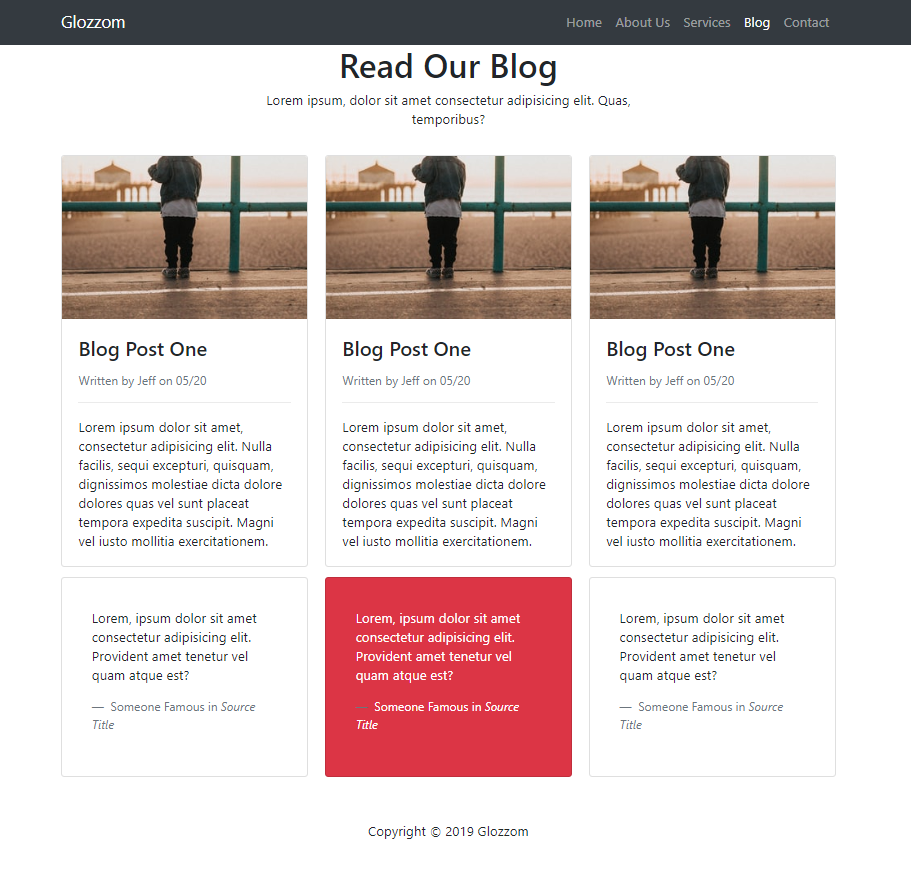 Glozzom
Home About Us Services Blog Contact
Read Our Blog
Lorem ipsum, dolor sit amet consectetur adipisicing elit. Quas,
temporibus?
Blog Post One
Written by Jeff on 05/20
Lorem ipsum dolor sit amet,
consectetur adipisicing elit. Nulla
facilis, sequi excepturi, quisquam,
dignissimos molestiae dicta dolore
dolores quas vel sunt placeat
tempora expedita suscipit. Magni
vel iusto mollitia exercitationem.
Blog Post One
Written by Jeff on 05/20
Lorem ipsum dolor sit amet,
consectetur adipisicing elit. Nulla
facilis, sequi excepturi, quisquam,
dignissimos molestiae dicta dolore
dolores quas vel sunt placeat
tempora expedita suscipit. Magni
vel iusto mollitia exercitationem.
Blog Post One
Written by Jeff on 05/20
Lorem ipsum dolor sit amet,
consectetur adipisicing elit. Nulla
facilis, sequi excepturi, quisquam,
dignissimos molestiae dicta dolore
dolores quas vel sunt placeat
tempora expedita suscipit. Magni
vel iusto mollitia exercitationem.
Lorem, ipsum dolor sit amet
consectetur adipisicing elit.
Provident amet tenetur vel
quam atque est?
— Someone Famous in Source
Title
Lorem, ipsum dolor sit amet
consectetur adipisicing elit.
Provident amet tenetur vel
quam atque est?
— Someone Famous in Source
Title
Lorem, ipsum dolor sit amet
consectetur adipisicing elit.
Provident amet tenetur vel
quam atque est?
— Someone Famous in Source
Title
Copyright © 2019 Glozzom